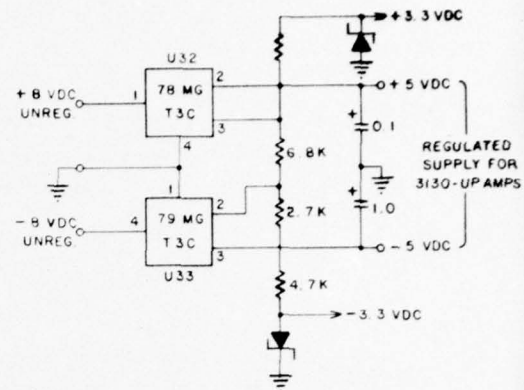 +3.3 VDC
U32
+8 VDC
UNREG.
1
78 MG
T3C
2
3
4
+5 VDC
0.1
6.8K
REGULATED
SUPPLY FOR
3130-UP AMPS
-8 VDC
UNREG.
4
1
79 MG
T3C
2
3
U33
2.7K
1.0
-5 VDC
4.7K
-3.3 VDC